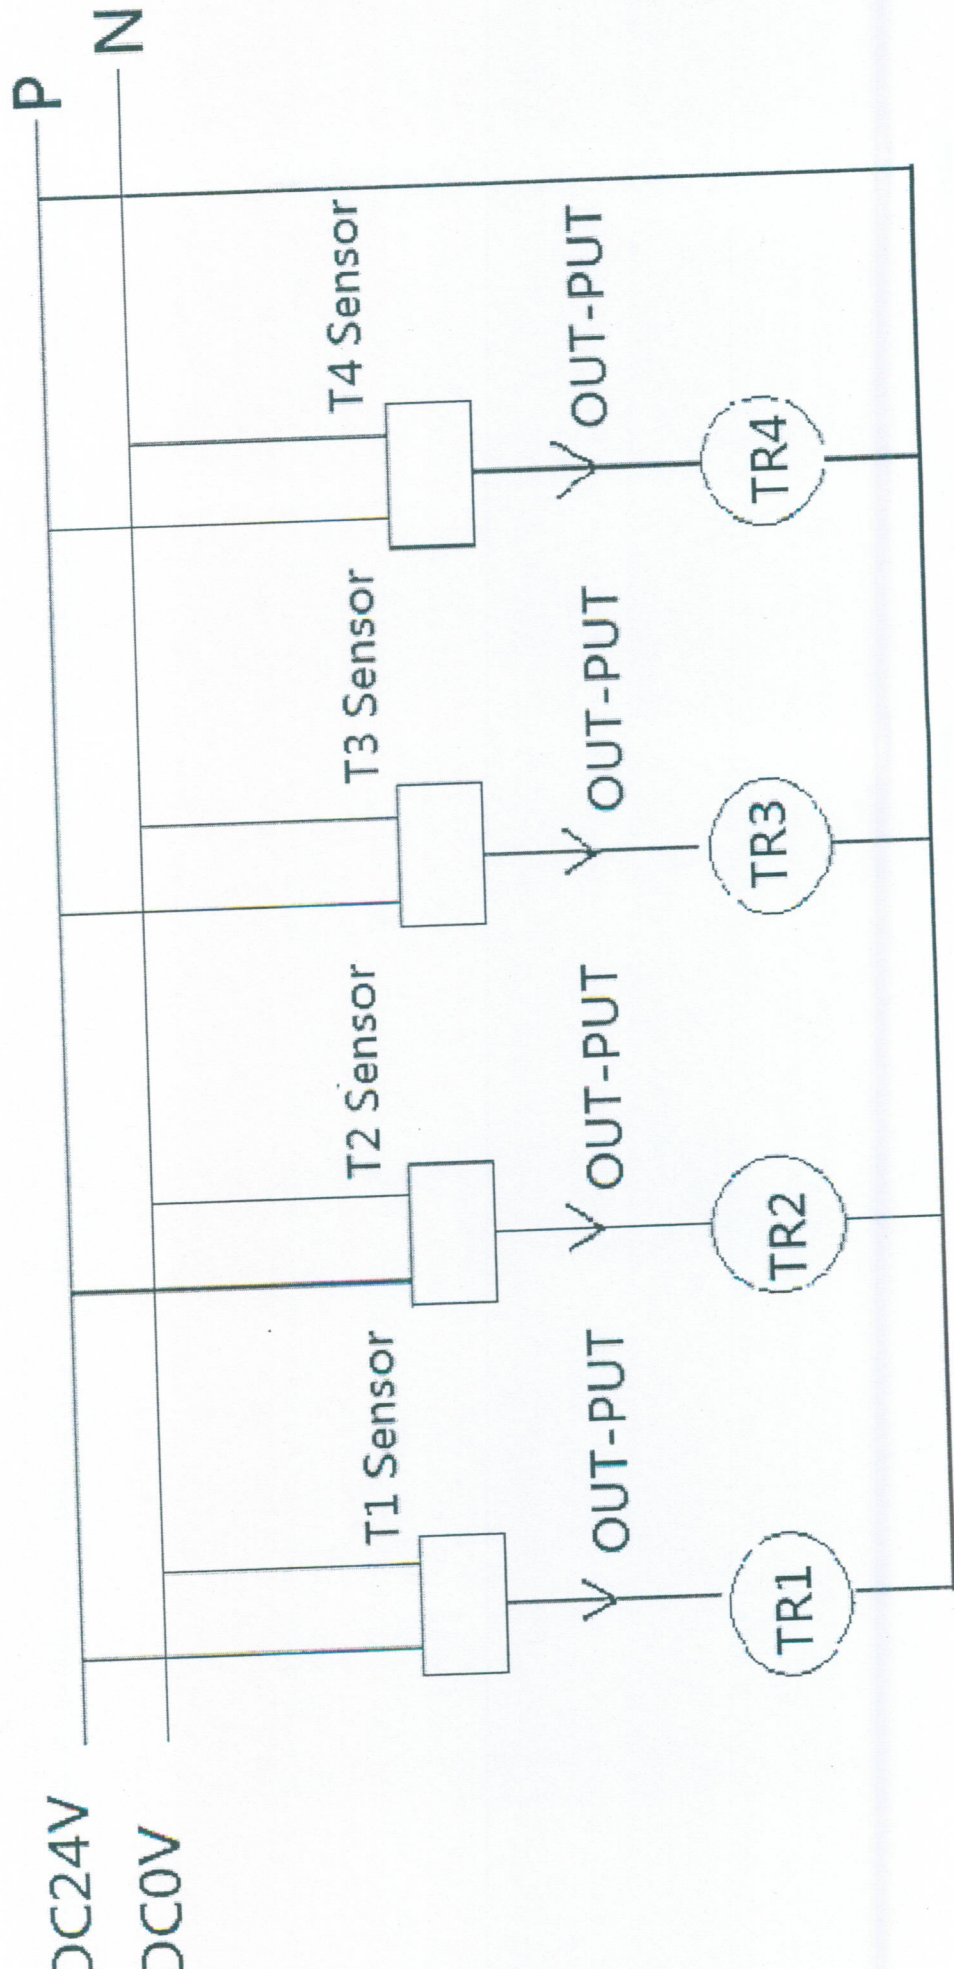 DC24V
P
DC0V
N
T1 Sensor
T2 Sensor
T3 Sensor
T4 Sensor
OUT-PUT
OUT-PUT
OUT-PUT
OUT-PUT
TR1
TR2
TR3
TR4